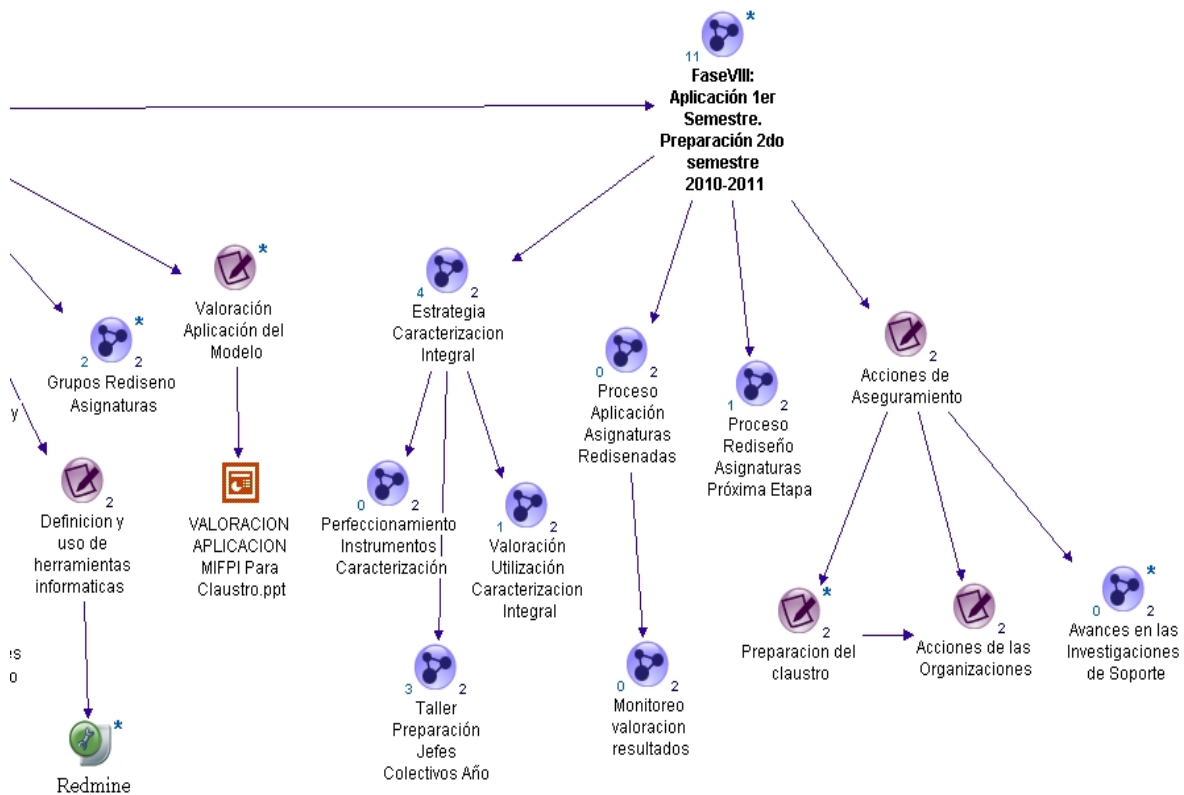 *
11
FaseVIII:
Aplicación 1er
Semestre.
Preparación 2do
semestre
2010-2011
*
Valoración
Aplicación del
Modelo
*
2 2
Grupos Rediseno
Asignaturas
y
2
Definicion y
uso de
herramientas
informaticas
VALORACION
APLICACION
MIFPI Para
Claustro.ppt
*
Redmine
4 2
Estrategia
Caracterizacion
Integral
0 2
Perfeccionamiento
Instrumentos
Caracterización
1 2
Valoración
Utilización
Caracterizacion
Integral
3 2
Taller
Preparación
Jefes
Colectivos Año
0 2
Proceso
Aplicación
Asignaturas
Redisenadas
0 2
Monitoreo
valoracion
resultados
1 2
Proceso
Rediseño
Asignaturas
Próxima Etapa
2
Acciones de
Aseguramiento
*
2
Preparacion del
claustro
2
Acciones de las
Organizaciones
*
0 2
Avances en las
Investigaciones
de Soporte